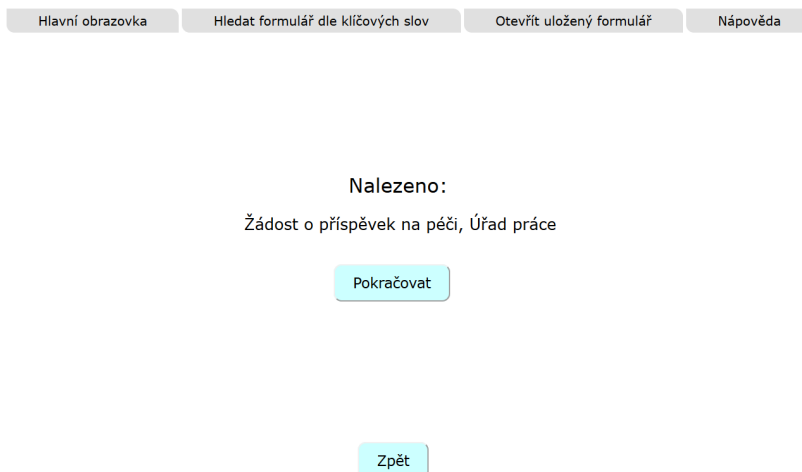 Hlavní obrazovka Hledat formulář dle klíčových slov Otevřít uložený formulář Nápověda
Nalezeno:
Žádost o příspěvek na péči, Úřad práce
Pokračovat
Zpět